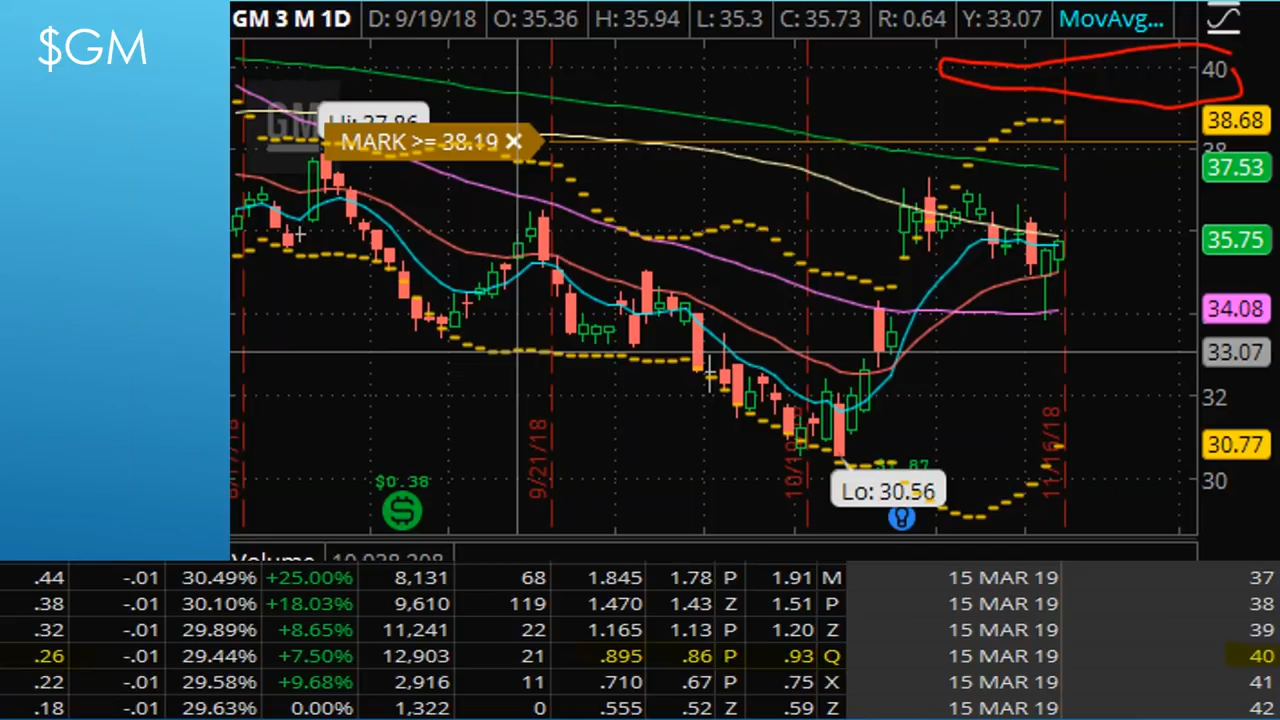 $GM
GM 3 M 1D D: 9/19/18 O: 35.36 H: 35.94 L: 35.3 C: 35.73 R: 0.64 Y: 33.07 MovAvg...
40
GM
Hi: 37.86
38.68
MARK >= 38.19 ×
38
37.53
35.75
34.08
33.07
32
9/21/18
11/16/18
30.77
$0.38
Lo: 30.56
30
Volume 10,038,208
.44 -.01 30.49% +25.00% 8,131 68 1.845 1.78 P 1.91 M 15 MAR 19 37
.38 -.01 30.10% +18.03% 9,610 119 1.470 1.43 Z 1.51 P 15 MAR 19 38
.32 -.01 29.89% +8.65% 11,241 22 1.165 1.13 P 1.20 Z 15 MAR 19 39
.26 -.01 29.44% +7.50% 12,903 21 .895 .86 P .93 Q 15 MAR 19 40
.22 -.01 29.58% +9.68% 2,916 11 .710 .67 P .75 X 15 MAR 19 41
.18 -.01 29.63% 0.00% 1,322 0 .555 .52 Z .59 Z 15 MAR 19 42